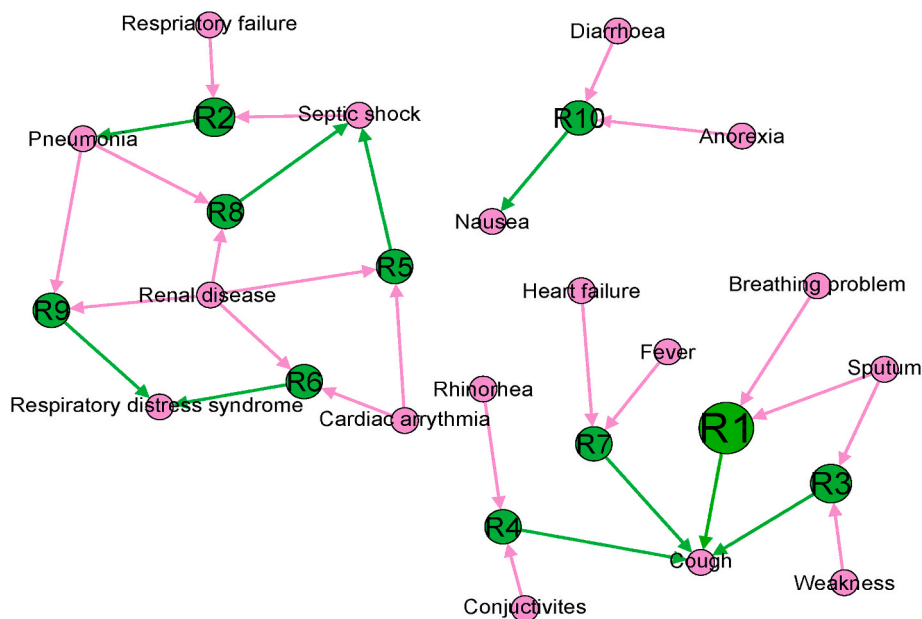 Respriatory failure
Diarrhoea
R2
Septic shock
R10
Pneumonia
Anorexia
R8
Nausea
R5
Renal disease
Heart failure
Breathing problem
R9
Fever
Sputum
R6
Rhinorhea
Respiratory distress syndrome
Cardiac arrythmia
R1
R7
R3
R4
Cough
Weakness
Conjuctivites